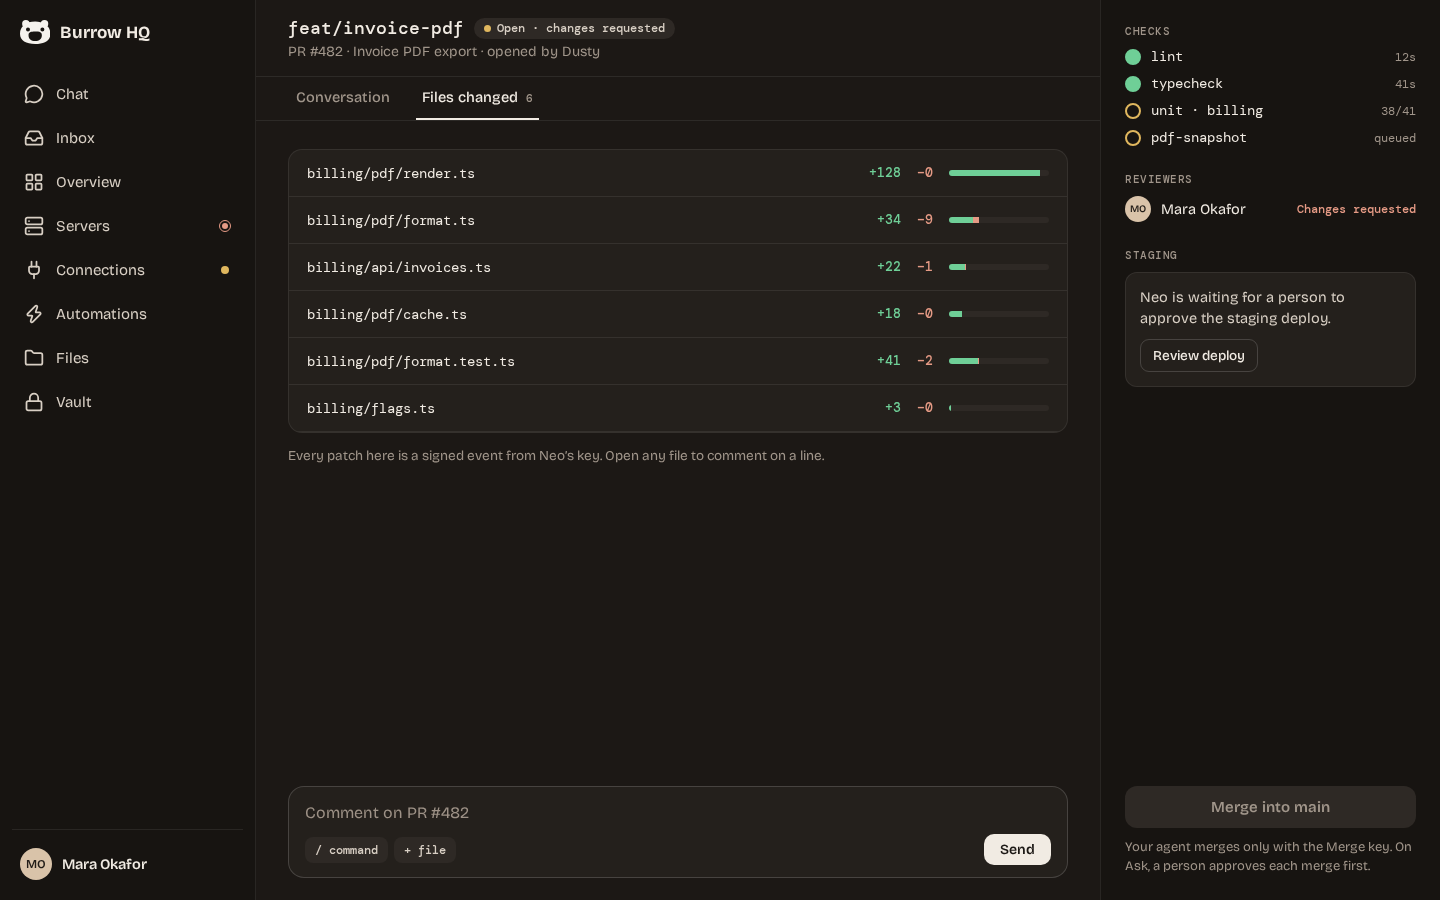 Burrow HQ
Chat
Inbox
Overview
Servers
Connections
Automations
Files
Vault
MO Mara Okafor
feat/invoice-pdf Open · changes requested
PR #482 · Invoice PDF export · opened by Dusty
Conversation Files changed 6
billing/pdf/render.ts +128 −0
billing/pdf/format.ts +34 −9
billing/api/invoices.ts +22 −1
billing/pdf/cache.ts +18 −0
billing/pdf/format.test.ts +41 −2
billing/flags.ts +3 −0
Every patch here is a signed event from Neo’s key. Open any file to comment on a line.
Comment on PR #482
/ command + file Send
CHECKS
lint 12s
typecheck 41s
unit · billing 38/41
pdf-snapshot queued
REVIEWERS
MO Mara Okafor Changes requested
STAGING
Neo is waiting for a person to
approve the staging deploy.
Review deploy
Merge into main
Your agent merges only with the Merge key. On
Ask, a person approves each merge first.